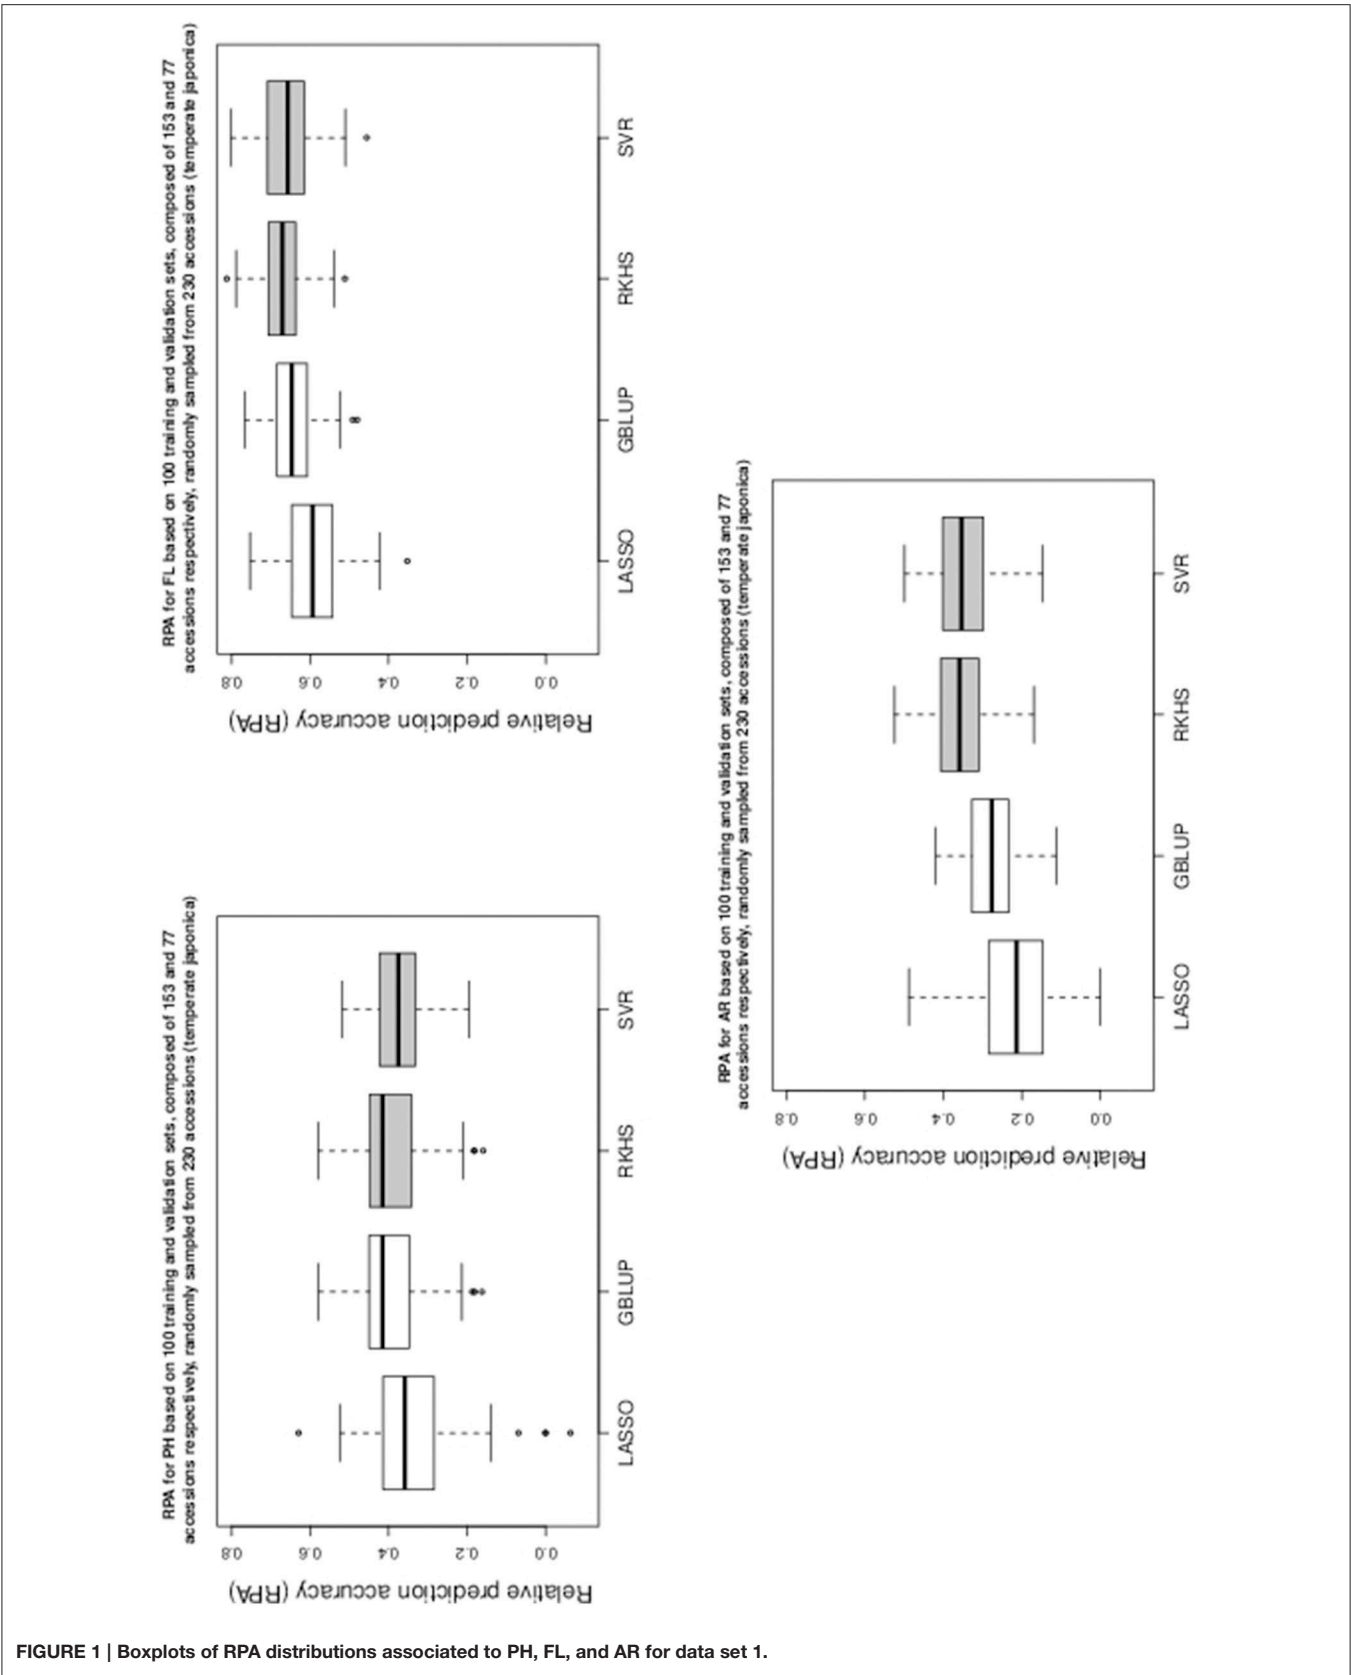 RPA for PH based on 100 training and validation sets, composed of 153 and 77
accessions respectively, randomly sampled from 230 accessions (temperate japonica)
Relative prediction accuracy (RPA)
0.8
0.6
0.4
0.2
0.0
LASSO
GBLUP
RKHS
SVR
RPA for FL based on 100 training and validation sets, composed of 153 and 77
accessions respectively, randomly sampled from 230 accessions (temperate japonica)
Relative prediction accuracy (RPA)
0.8
0.6
0.4
0.2
0.0
LASSO
GBLUP
RKHS
SVR
RPA for AR based on 100 training and validation sets, composed of 153 and 77
accessions respectively, randomly sampled from 230 accessions (temperate japonica)
Relative prediction accuracy (RPA)
0.8
0.6
0.4
0.2
0.0
LASSO
GBLUP
RKHS
SVR
FIGURE 1 | Boxplots of RPA distributions associated to PH, FL, and AR for data set 1.